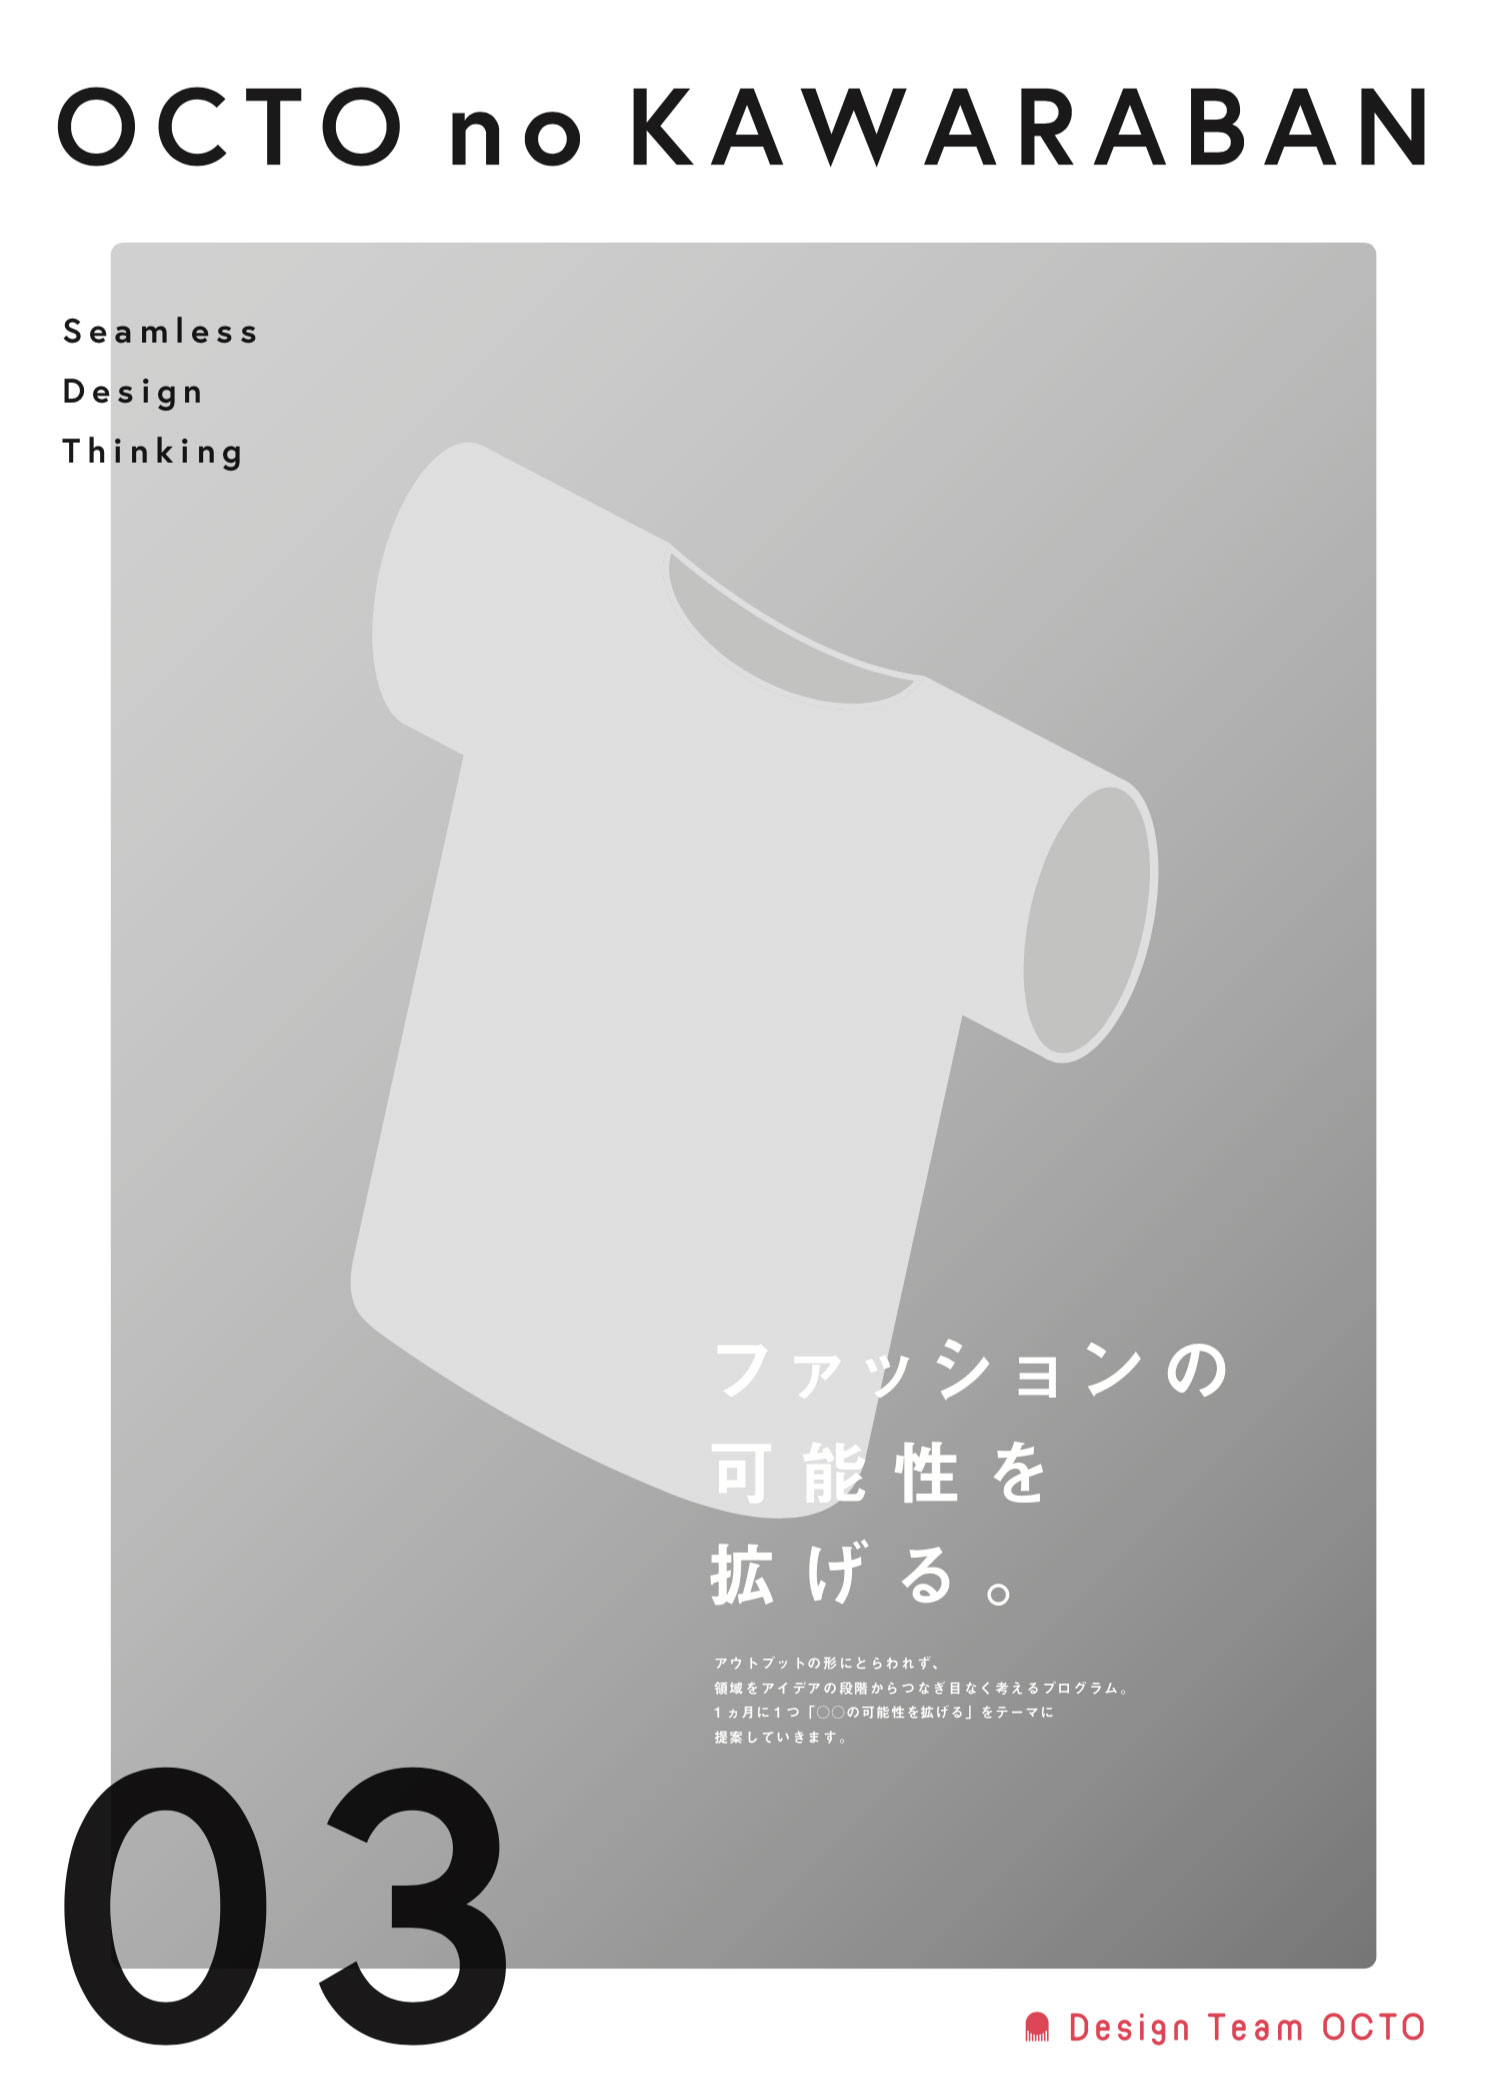 OCTO no KAWARABAN
Seamless
Design
Thinking
ファッションの
可能性を
拡げる。
アウトプットの形にとらわれず、
領域をアイデアの段階からつなぎ目なく考えるプログラム。
1ヵ月に1つ「○○の可能性を拡げる」をテーマに
提案していきます。
03
Design Team OCTO